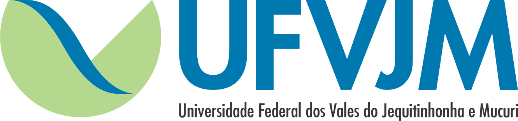 UFVJM
Universidade Federal dos Vales do Jequitinhonha e Mucuri